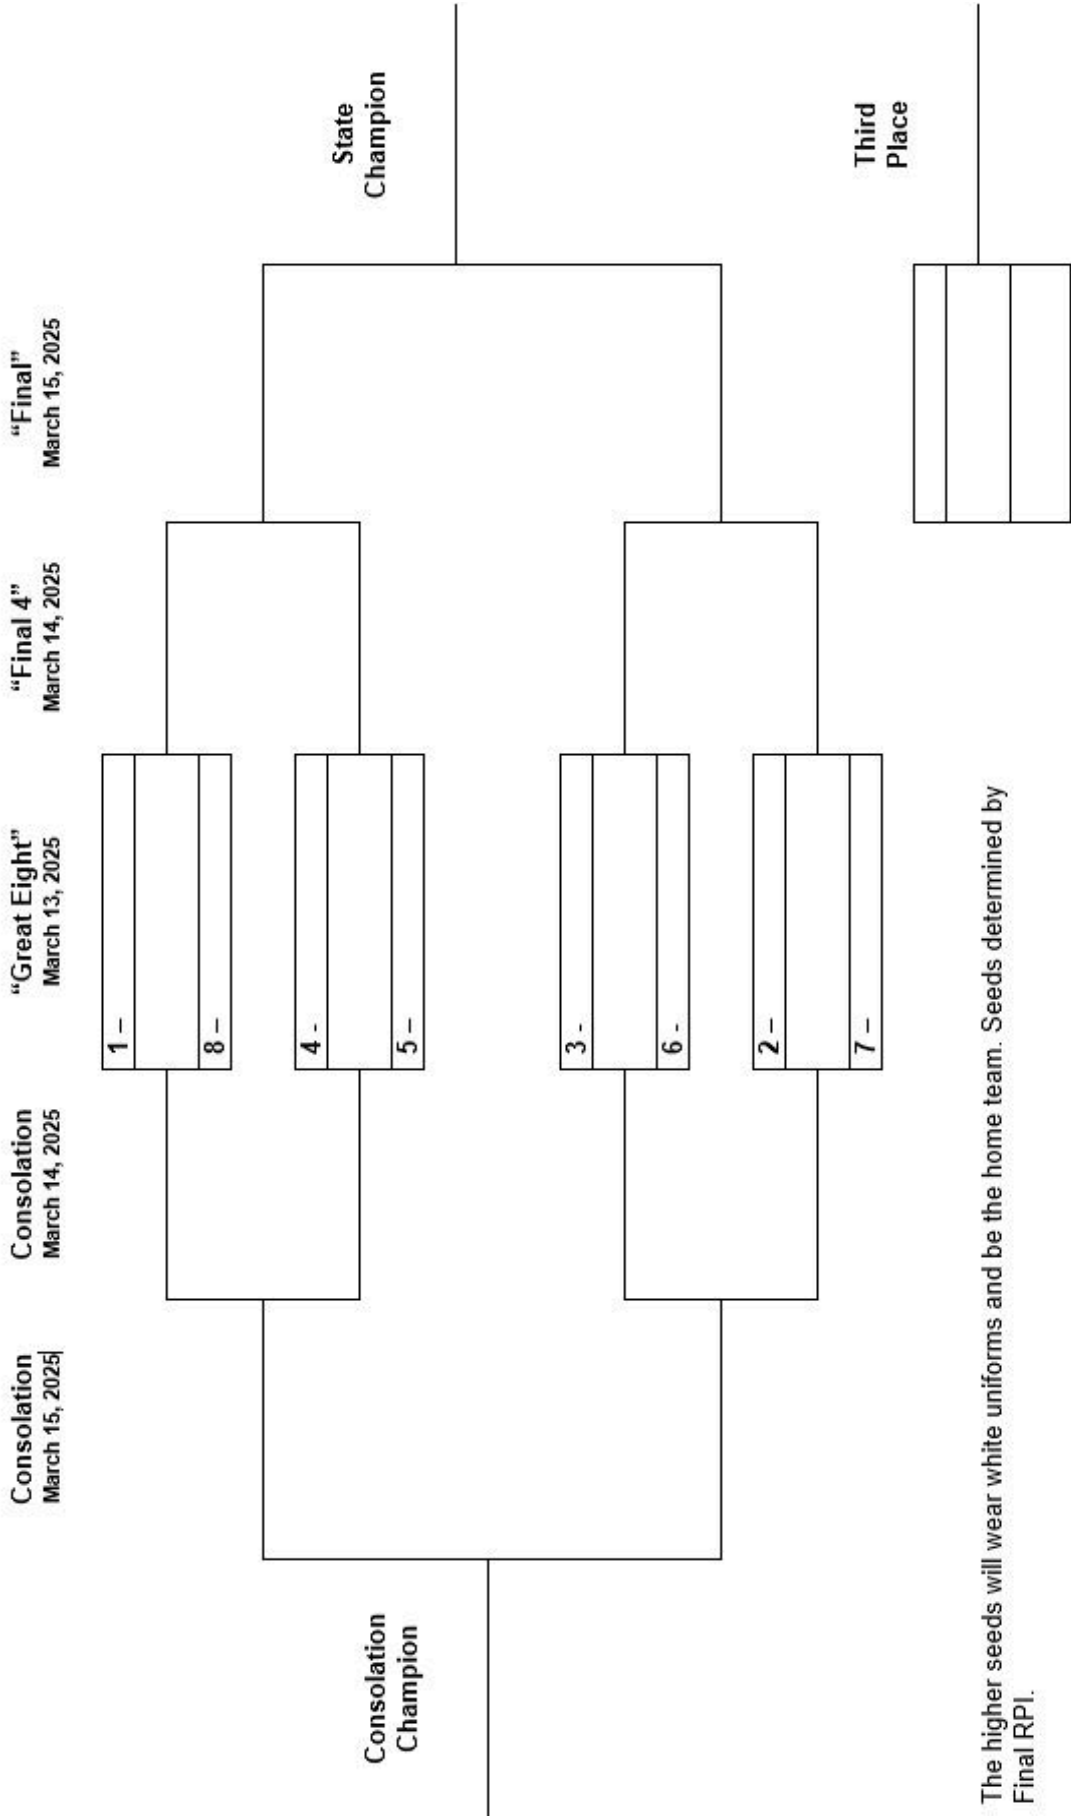 Consolation
March 15, 2025
Consolation
March 14, 2025
“Great Eight”
March 13, 2025
“Final 4”
March 14, 2025
“Final”
March 15, 2025
1 –
8 –
4 -
5 –
3 -
6 -
2 –
7 –
Consolation
Champion
State
Champion
Third
Place
The higher seeds will wear white uniforms and be the home team. Seeds determined by
Final RPI.